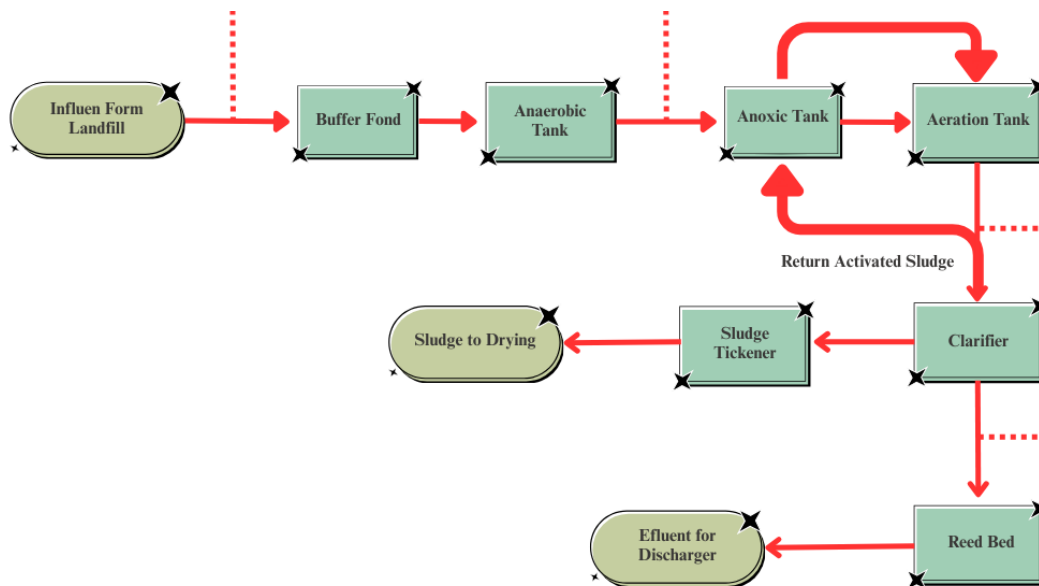 Influen Form
Landfill
Buffer Fond
Anaerobic
Tank
Anoxic Tank
Aeration Tank
Return Activated Sludge
Sludge to Drying
Sludge
Tickener
Clarifier
Efluent for
Discharger
Reed Bed